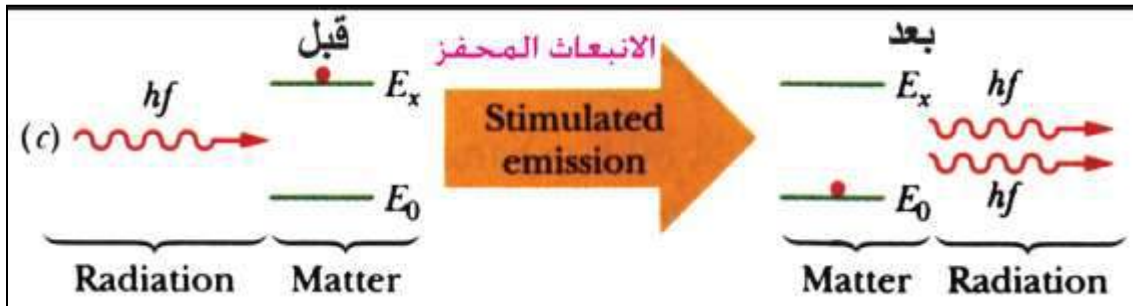 قبل
الانبعاث المحفز
بعد
(c)
hf
Eₓ
E₀
Stimulated
emission
Eₓ
E₀
hf
hf
Radiation
Matter
Matter
Radiation